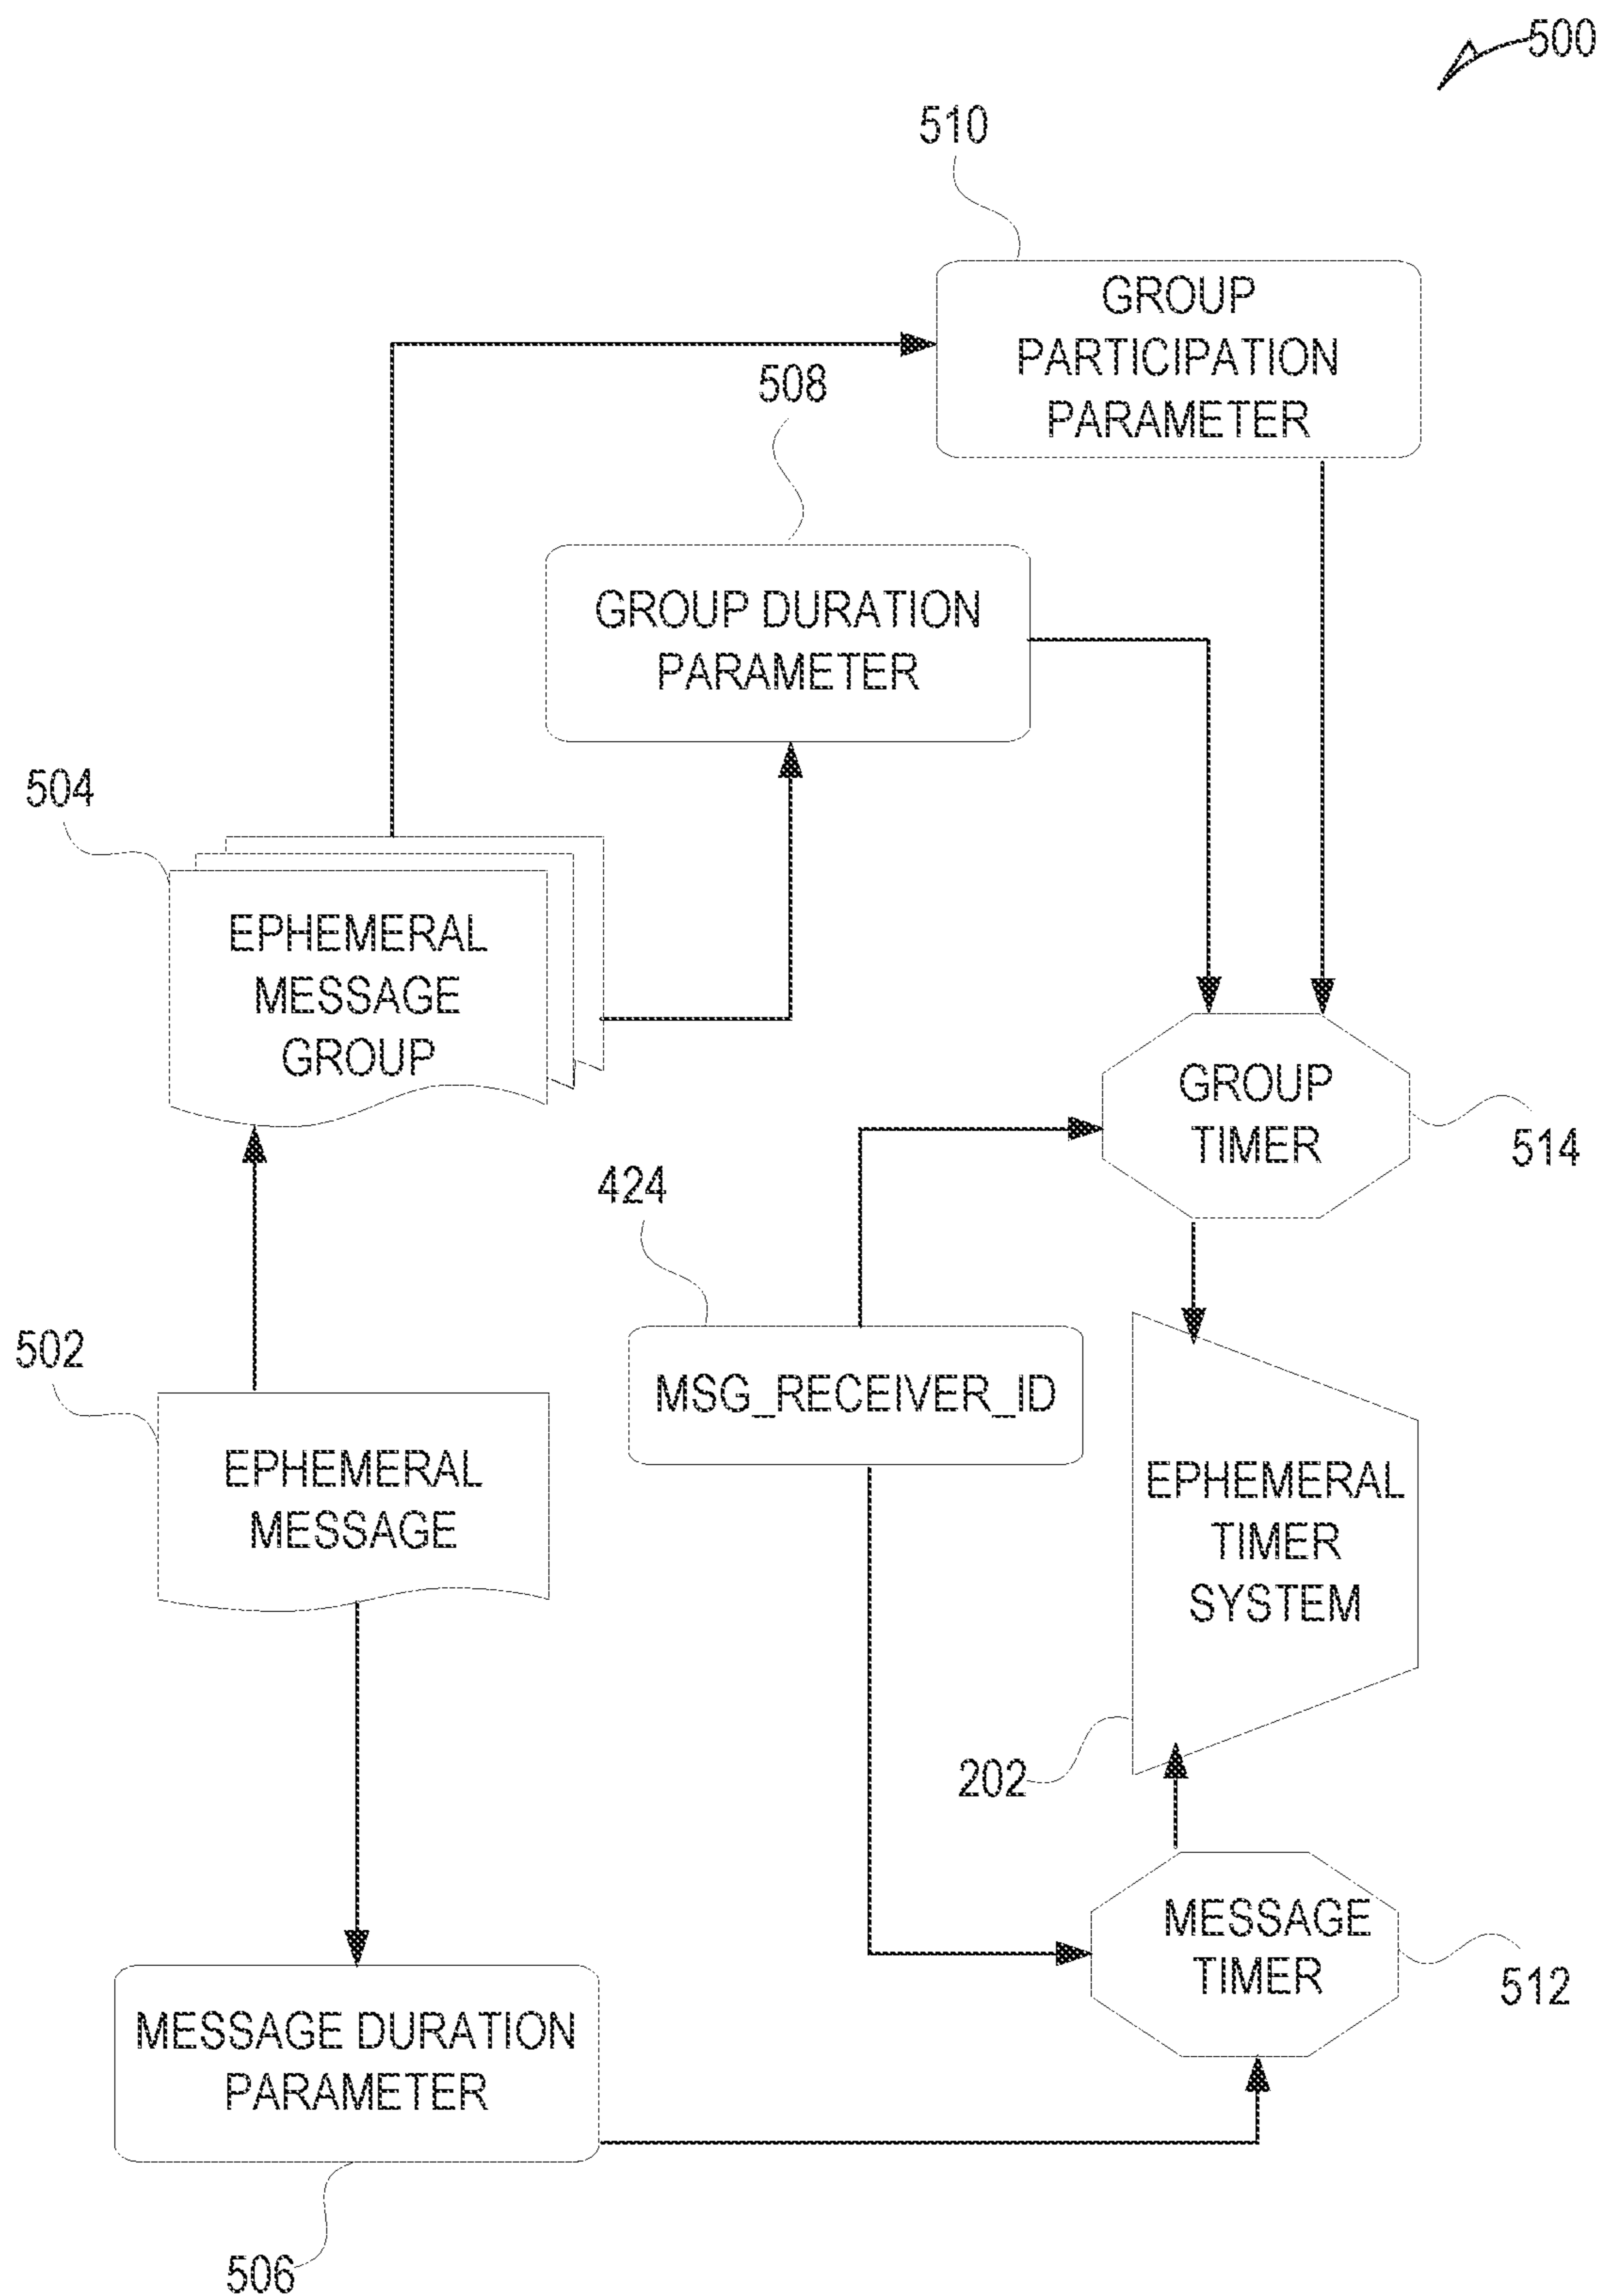 500
510
GROUP
PARTICIPATION
PARAMETER
508
GROUP DURATION
PARAMETER
504
EPHEMERAL
MESSAGE
GROUP
GROUP
TIMER
514
424
502
MSG_RECEIVER_ID
EPHEMERAL
MESSAGE
EPHEMERAL
TIMER
SYSTEM
202
MESSAGE
TIMER
512
MESSAGE DURATION
PARAMETER
506